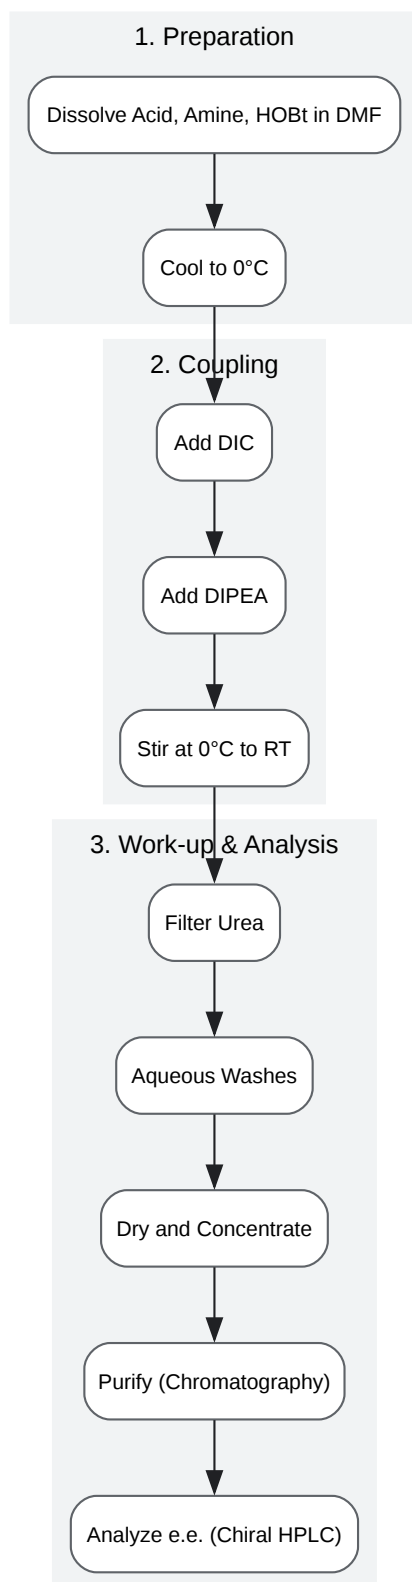 1. Preparation
Dissolve Acid, Amine, HOBt in DMF
Cool to 0°C
2. Coupling
Add DIC
Add DIPEA
Stir at 0°C to RT
3. Work-up & Analysis
Filter Urea
Aqueous Washes
Dry and Concentrate
Purify (Chromatography)
Analyze e.e. (Chiral HPLC)